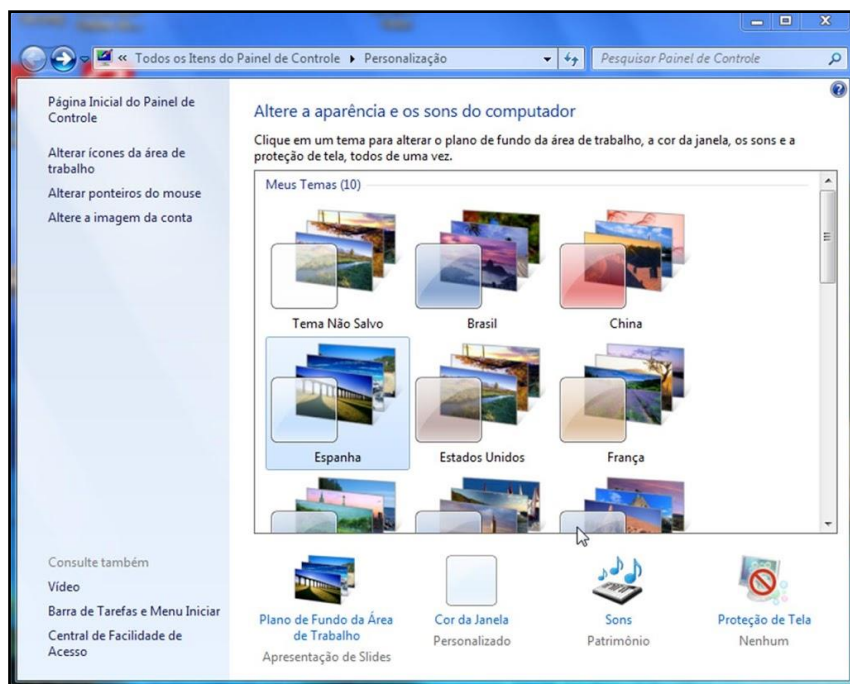 « Todos os Itens do Painel de Controle ▸ Personalização
Pesquisar Painel de Controle
Página Inicial do Painel de
Controle
Alterar ícones da área de
trabalho
Alterar ponteiros do mouse
Altere a imagem da conta
Altere a aparência e os sons do computador
Clique em um tema para alterar o plano de fundo da área de trabalho, a cor da janela, os sons e a
proteção de tela, todos de uma vez.
Meus Temas (10)
Tema Não Salvo
Brasil
China
Espanha
Estados Unidos
França
Consulte também
Vídeo
Barra de Tarefas e Menu Iniciar
Central de Facilidade de
Acesso
Plano de Fundo da Área
de Trabalho
Apresentação de Slides
Cor da Janela
Personalizado
Sons
Patrimônio
Proteção de Tela
Nenhum